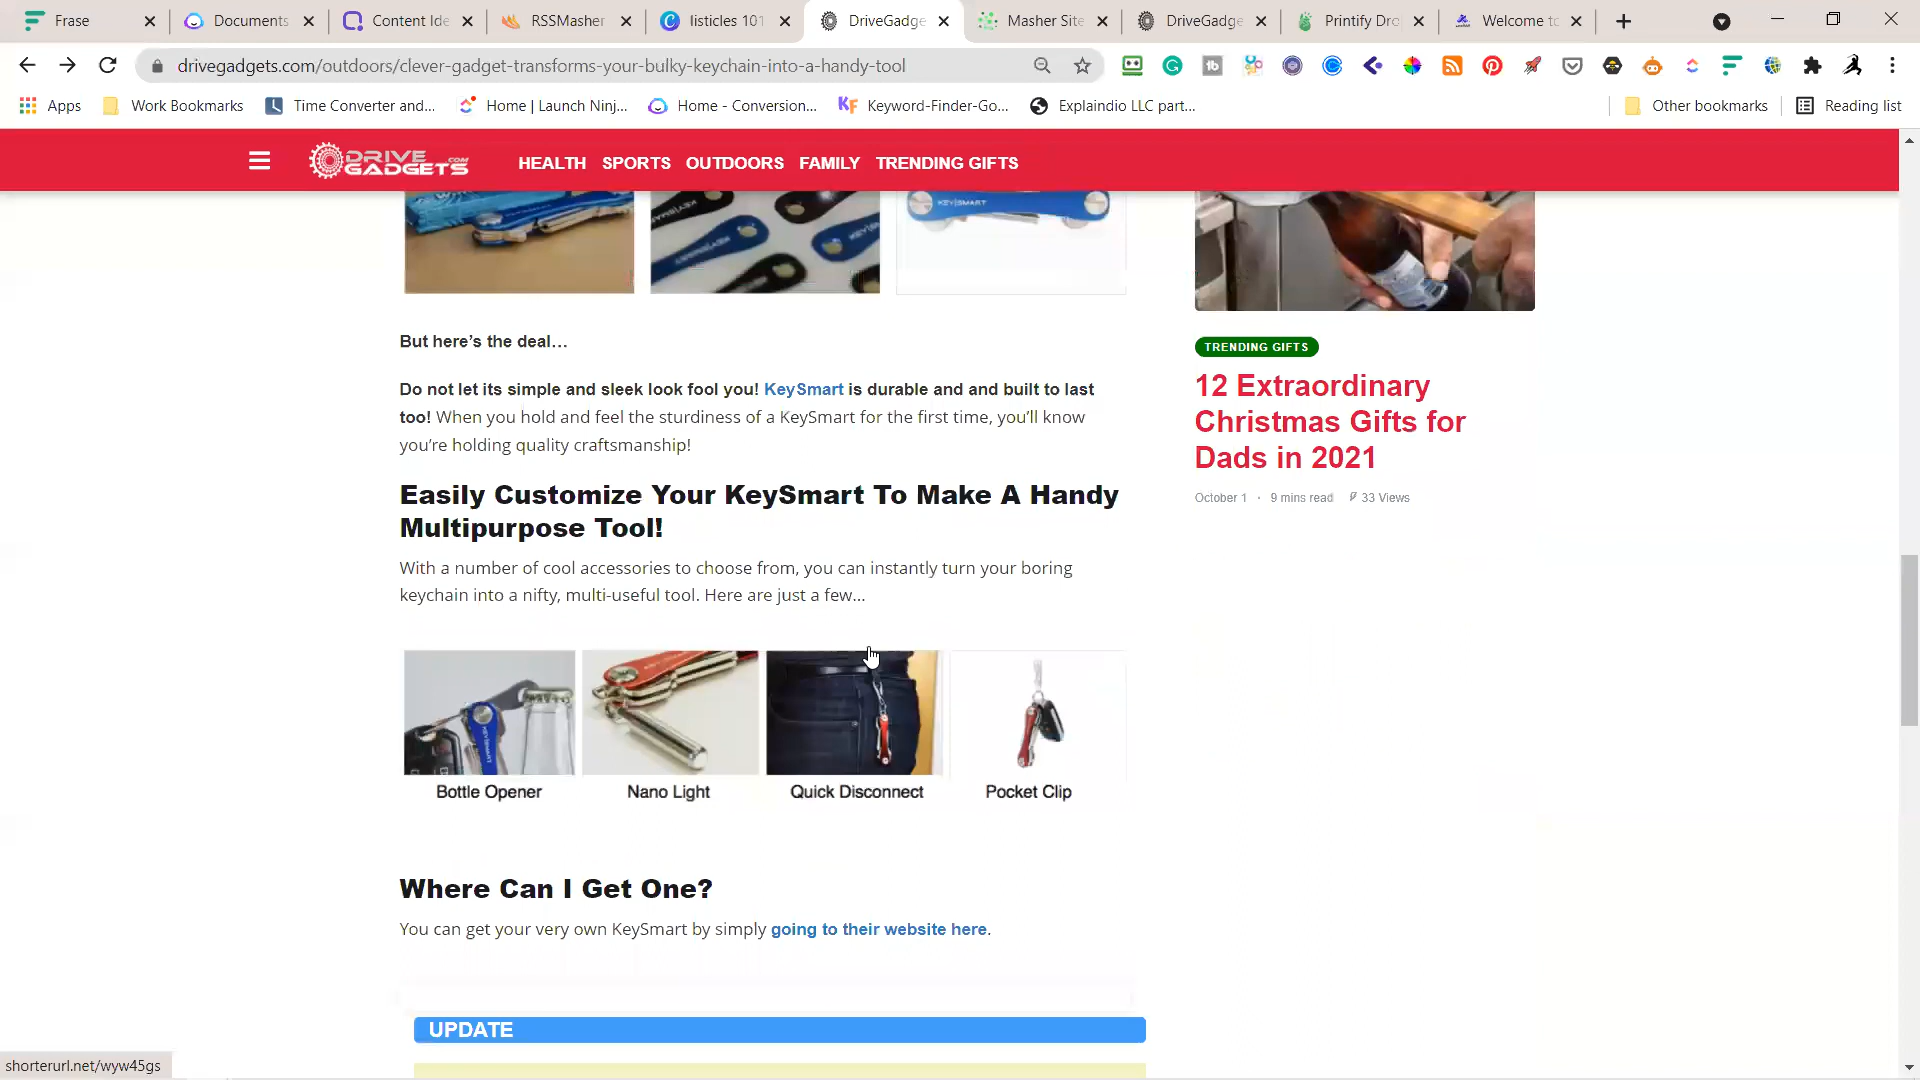 Frase
Documents
Content Ide
RSSMasher
listicles 101
DriveGadge
Masher Site
DriveGadge
Printify Dro
Welcome to
drivegadgets.com/outdoors/clever-gadget-transforms-your-bulky-keychain-into-a-handy-tool
Apps
Work Bookmarks
Time Converter and...
Home | Launch Ninj...
Home - Conversion...
Keyword-Finder-Go...
Explaindio LLC part...
Other bookmarks
Reading list
DRIVE GADGETS .COM
HEALTH SPORTS OUTDOORS FAMILY TRENDING GIFTS
But here’s the deal…
Do not let its simple and sleek look fool you! KeySmart is durable and and built to last
too! When you hold and feel the sturdiness of a KeySmart for the first time, you’ll know
you’re holding quality craftsmanship!
Easily Customize Your KeySmart To Make A Handy
Multipurpose Tool!
With a number of cool accessories to choose from, you can instantly turn your boring
keychain into a nifty, multi-useful tool. Here are just a few…
Bottle Opener
Nano Light
Quick Disconnect
Pocket Clip
Where Can I Get One?
You can get your very own KeySmart by simply going to their website here.
UPDATE
TRENDING GIFTS
12 Extraordinary
Christmas Gifts for
Dads in 2021
October 1 · 9 mins read 33 Views
shorterurl.net/wyw45gs